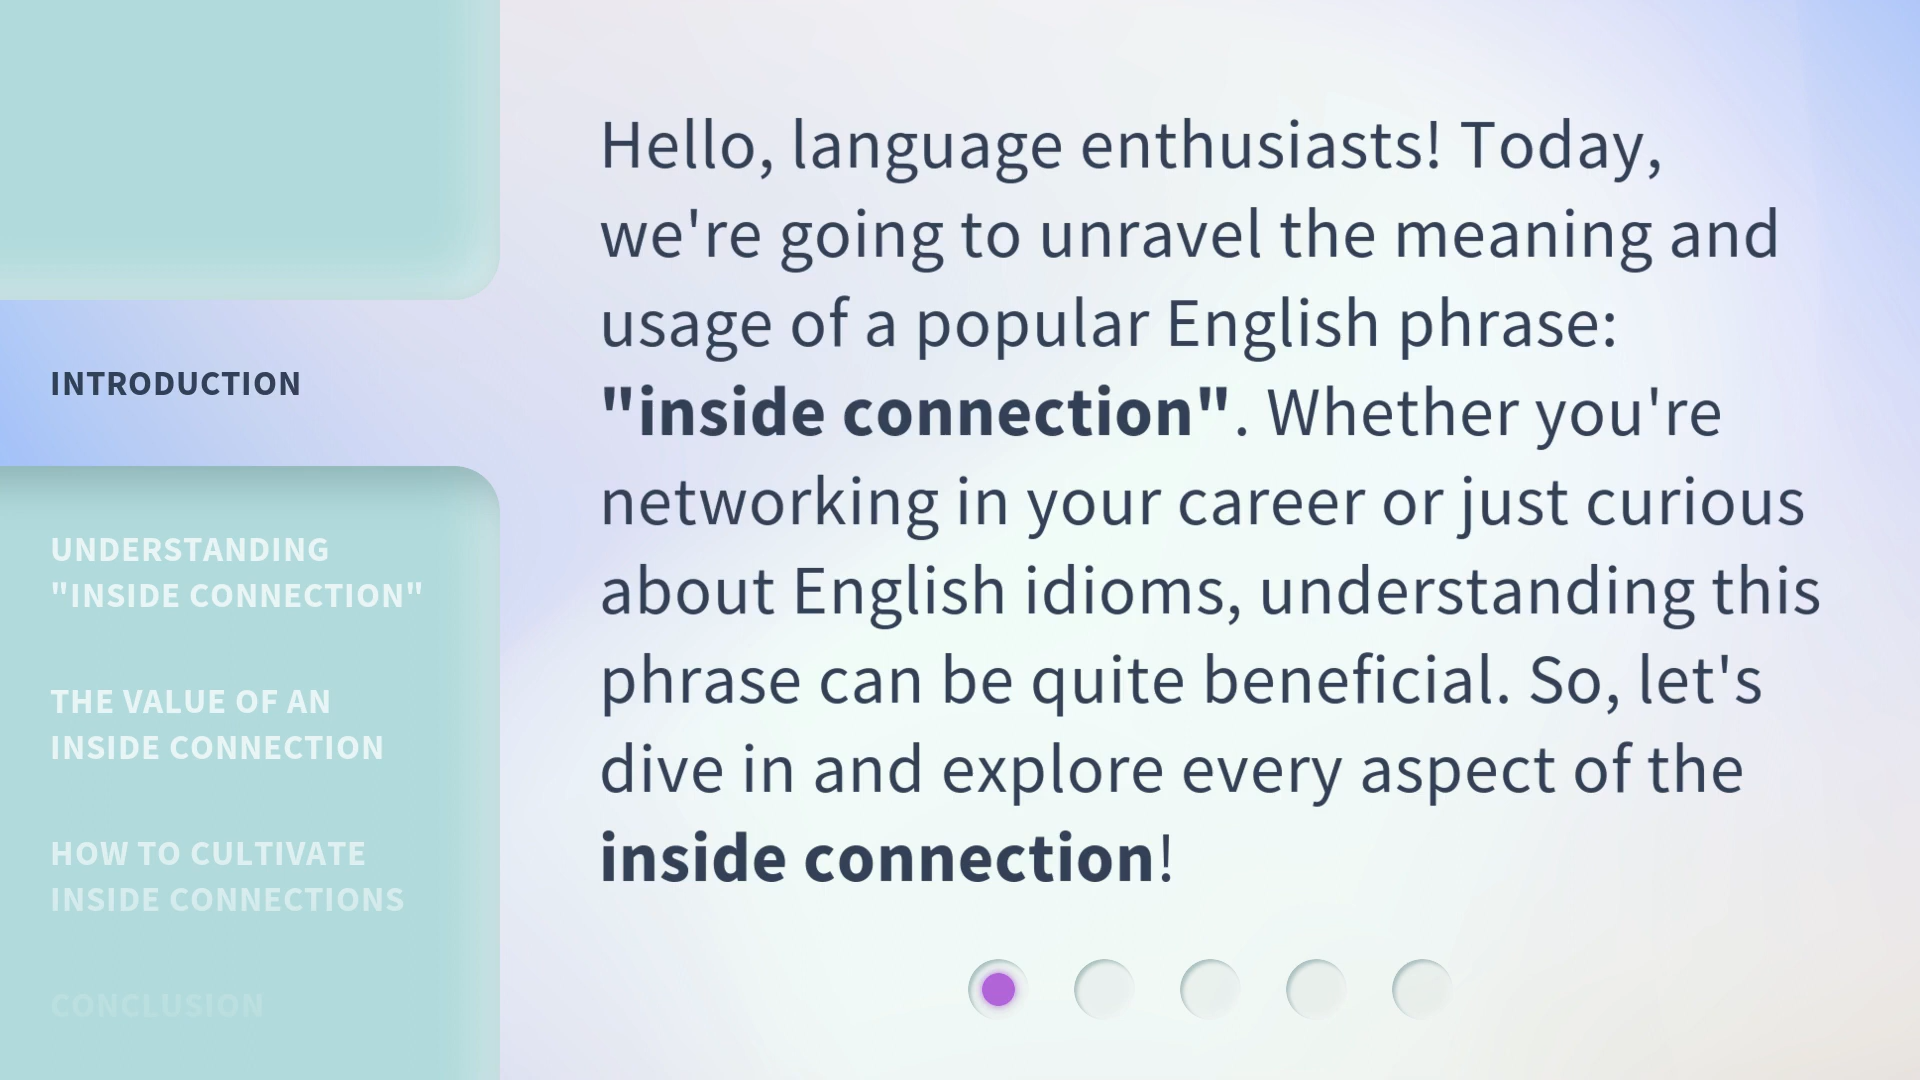 INTRODUCTION
UNDERSTANDING
"INSIDE CONNECTION"
THE VALUE OF AN
INSIDE CONNECTION
HOW TO CULTIVATE
INSIDE CONNECTIONS
CONCLUSION
Hello, language enthusiasts! Today,
we're going to unravel the meaning and
usage of a popular English phrase:
"inside connection". Whether you're
networking in your career or just curious
about English idioms, understanding this
phrase can be quite beneficial. So, let's
dive in and explore every aspect of the
inside connection!